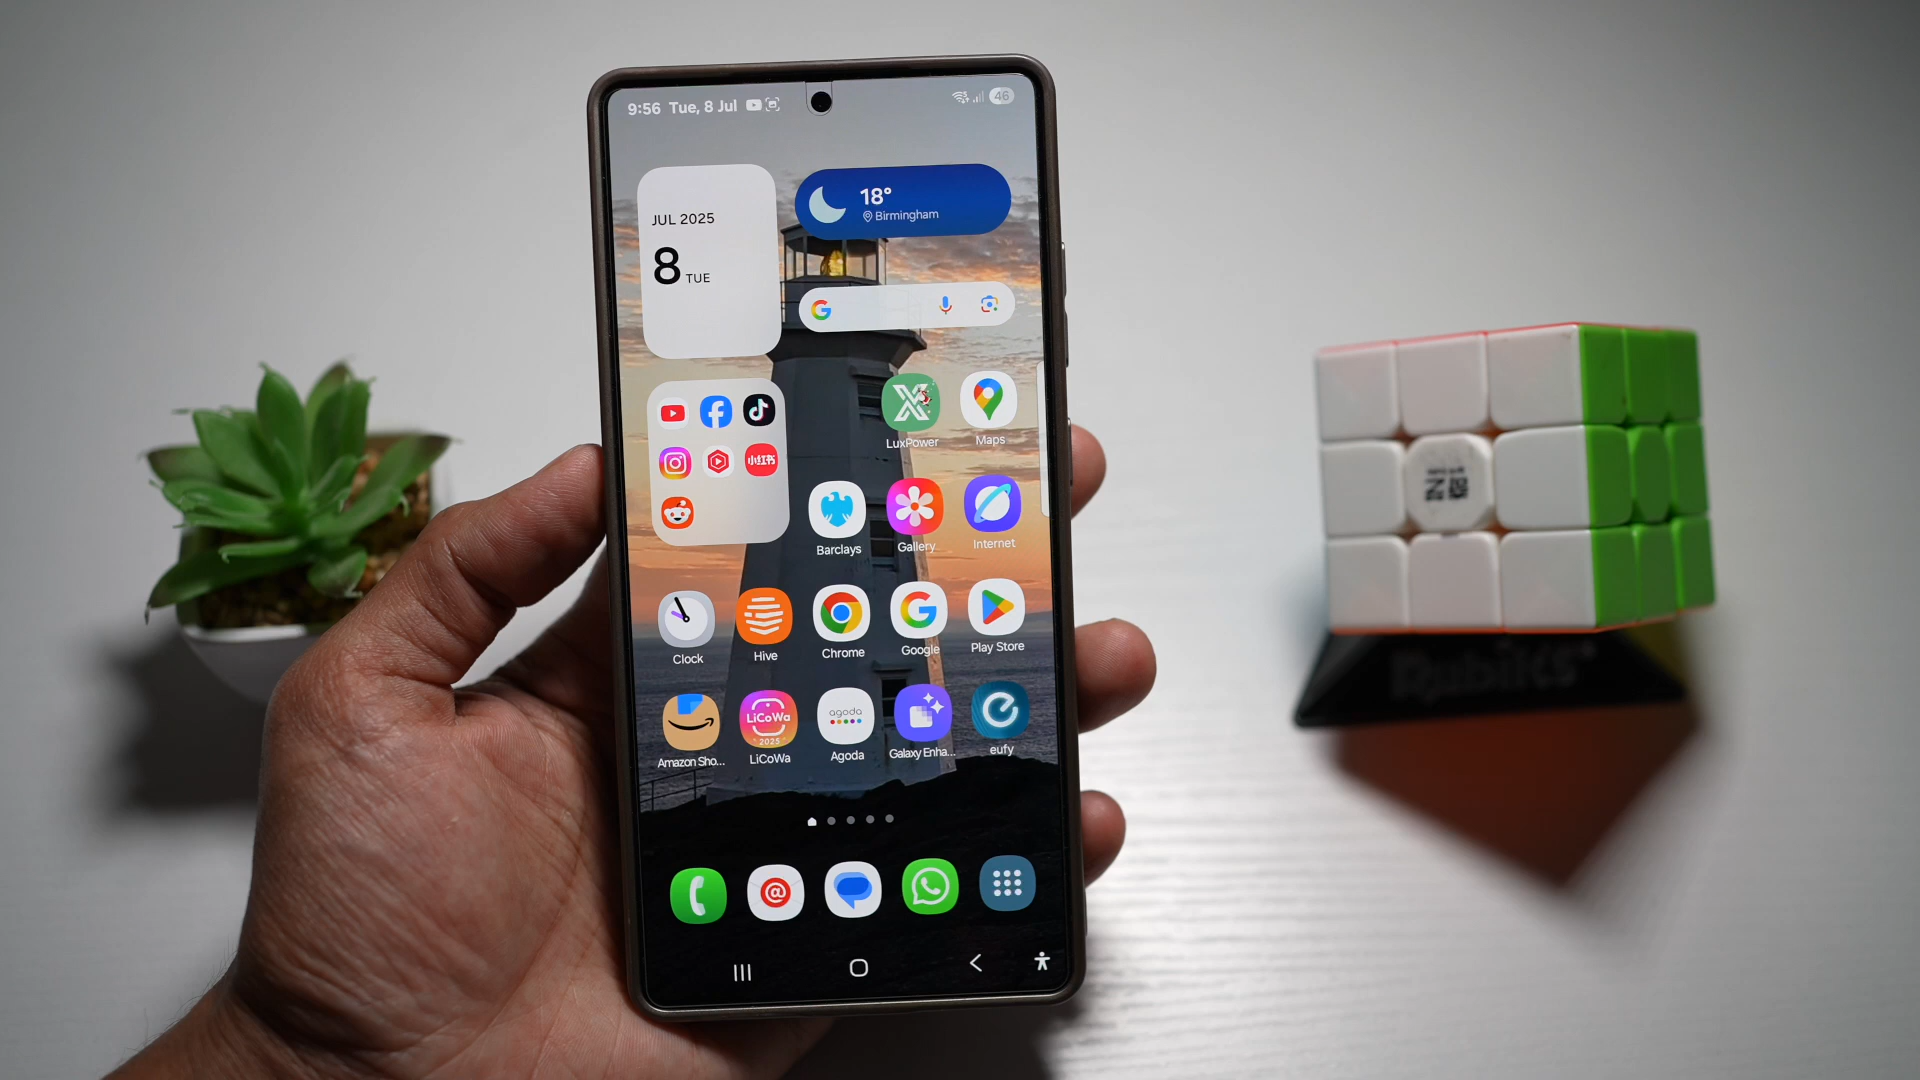 9:56 Tue, 8 Jul
46
JUL 2025
8 TUE
18°
Birmingham
小红书
LuxPower
Maps
Barclays
Gallery
Internet
Clock
Hive
Chrome
Google
Play Store
LiCoWa
2025
agoda
Amazon Sho...
LiCoWa
Agoda
Galaxy Enha...
eufy
Rubik's